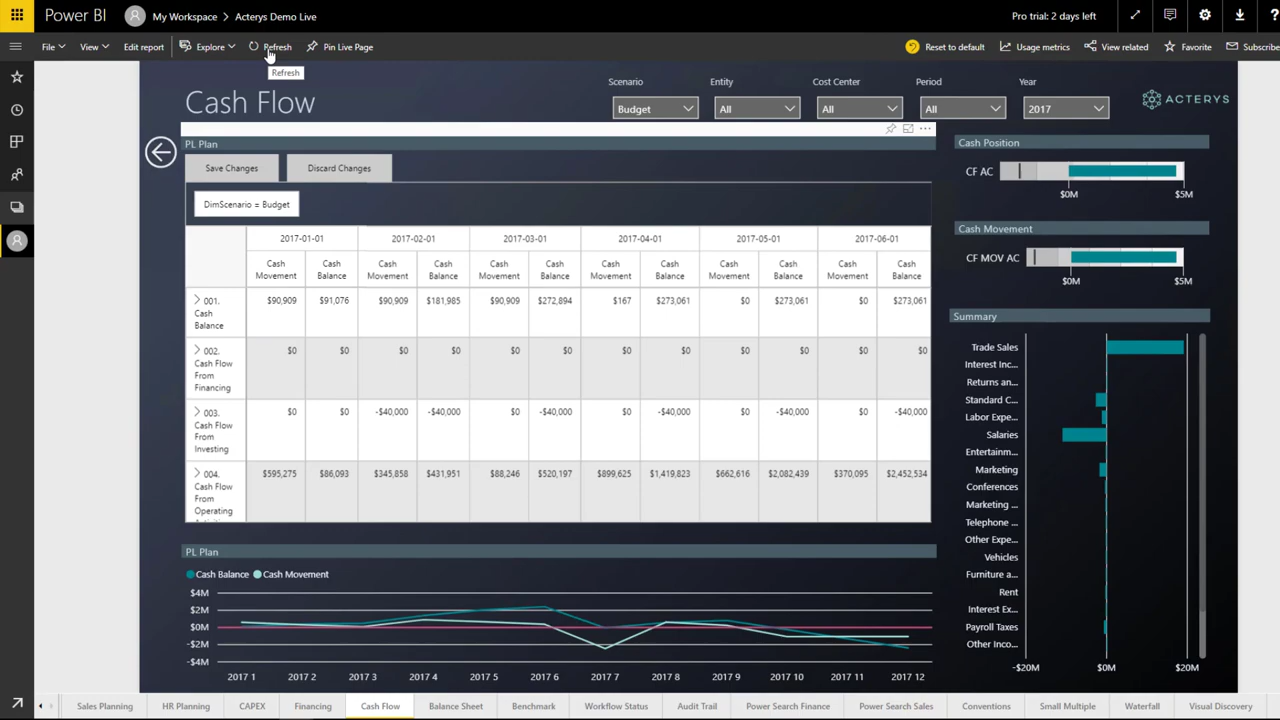 Power BI
My Workspace > Acterys Demo Live
Pro trial: 2 days left
File View Edit report Explore Refresh Pin Live Page
Reset to default Usage metrics View related Favorite Subscribe
Refresh
Cash Flow
Scenario Entity Cost Center Period Year
Budget All All All 2017
ACTERYS
PL Plan
Save Changes Discard Changes
DimScenario = Budget
2017-01-01 2017-02-01 2017-03-01 2017-04-01 2017-05-01 2017-06-01
Cash Movement Cash Balance Cash Movement Cash Balance Cash Movement Cash Balance Cash Movement Cash Balance Cash Movement Cash Balance Cash Movement Cash Balance
001. Cash Balance $90,909 $91,076 $90,909 $181,985 $90,909 $272,894 $167 $273,061 $0 $273,061 $0 $273,061
002. Cash Flow From Financing $0 $0 $0 $0 $0 $0 $0 $0 $0 $0 $0 $0
003. Cash Flow From Investing $0 $0 -$40,000 -$40,000 $0 -$40,000 $0 -$40,000 $0 -$40,000 $0 -$40,000
004. Cash Flow From Operating $595,275 $86,093 $345,858 $431,951 $88,246 $520,197 $899,625 $1,419,823 $662,616 $2,082,439 $370,095 $2,452,534
Cash Position
CF AC
$0M $5M
Cash Movement
CF MOV AC
$0M $5M
Summary
Trade Sales
Interest Inc...
Returns an...
Standard C...
Labor Expe...
Salaries
Entertainm...
Marketing
Conferences
Marketing ...
Telephone ...
Other Expe...
Vehicles
Furniture a...
Rent
Interest Ex...
Payroll Taxes
Other Inco...
-$20M $0M $20M
PL Plan
Cash Balance Cash Movement
$4M
$2M
$0M
-$2M
-$4M
2017 1 2017 2 2017 3 2017 4 2017 5 2017 6 2017 7 2017 8 2017 9 2017 10 2017 11 2017 12
Sales Planning HR Planning CAPEX Financing Cash Flow Balance Sheet Benchmark Workflow Status Audit Trail Power Search Finance Power Search Sales Conventions Small Multiple Waterfall Visual Discovery